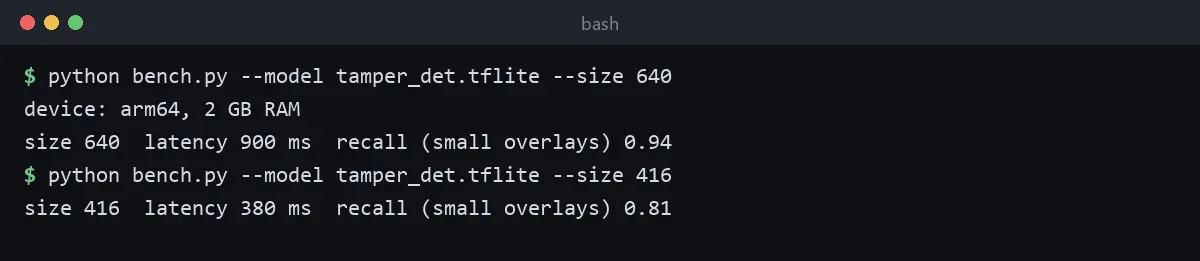 bash
$ python bench.py --model tamper_det.tflite --size 640
device: arm64, 2 GB RAM
size 640  latency 900 ms  recall (small overlays) 0.94
$ python bench.py --model tamper_det.tflite --size 416
size 416  latency 380 ms  recall (small overlays) 0.81